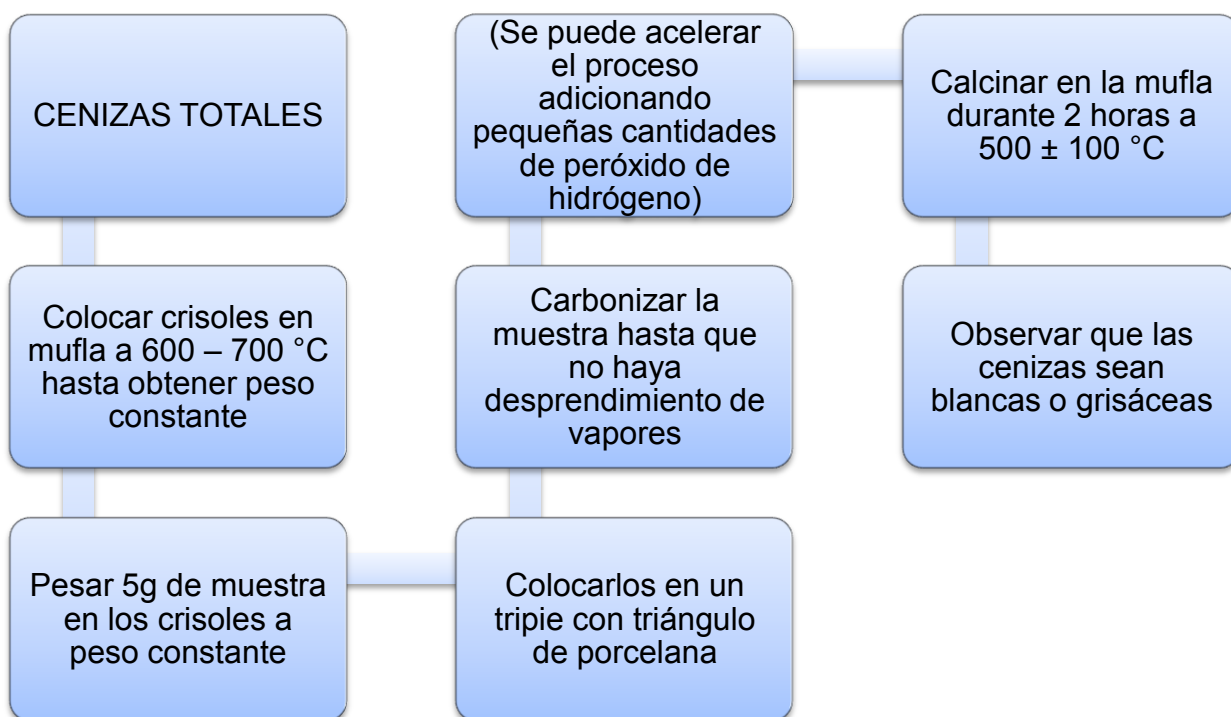 CENIZAS TOTALES
Colocar crisoles en
mufla a 600 – 700 °C
hasta obtener peso
constante
Pesar 5g de muestra
en los crisoles a
peso constante
Colocarlos en un
tripie con triángulo
de porcelana
Carbonizar la
muestra hasta que
no haya
desprendimiento de
vapores
(Se puede acelerar
el proceso
adicionando
pequeñas cantidades
de peróxido de
hidrógeno)
Calcinar en la mufla
durante 2 horas a
500 ± 100 °C
Observar que las
cenizas sean
blancas o grisáceas